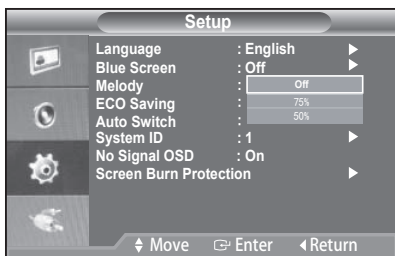 Setup
Language : English
Blue Screen : Off
Melody : Off
ECO Saving : 75%
Auto Switch : 50%
System ID : 1
No Signal OSD : On
Screen Burn Protection
Move Enter Return